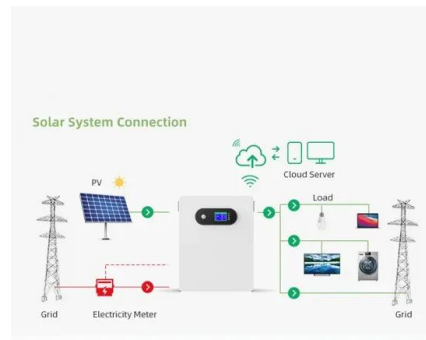 Solar System Connection
Cloud Server
PV
Load
Grid
Electricity Meter
Grid